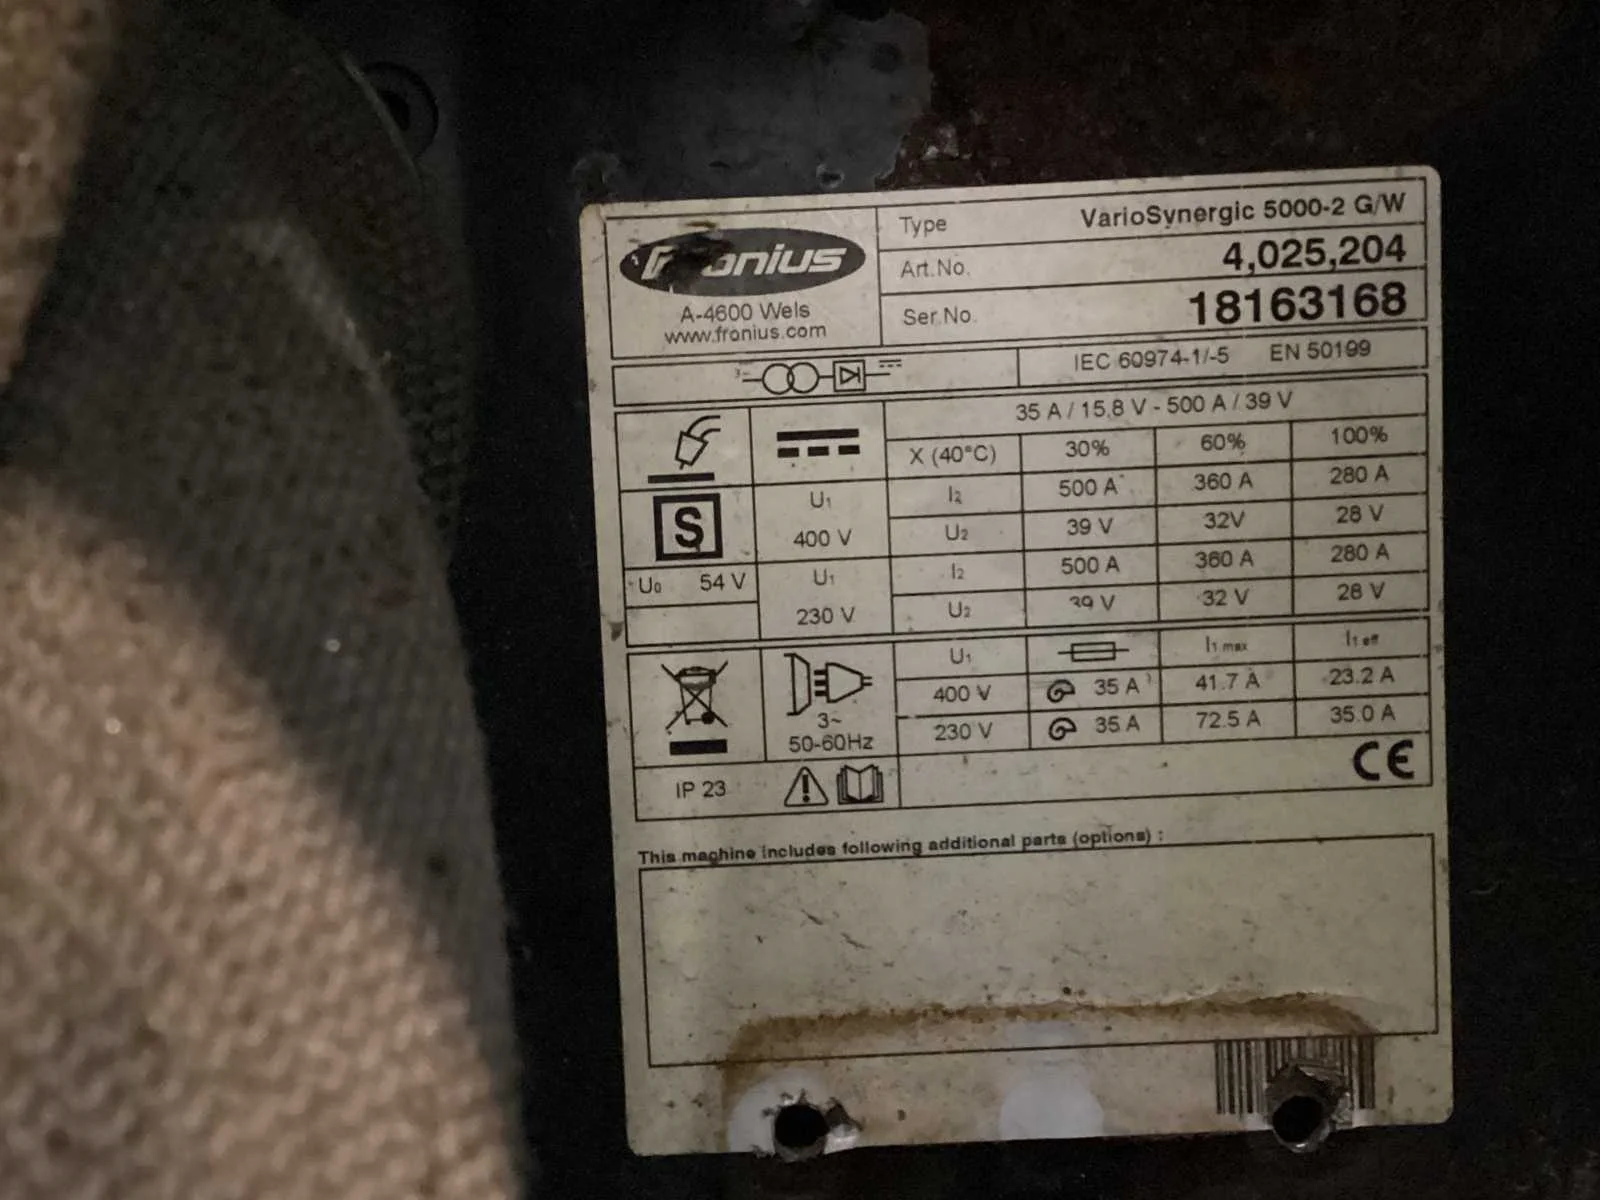 Fronius
A-4600 Wels
www.fronius.com
Type VarioSynergic 5000-2 G/W
Art.No. 4,025,204
Ser.No. 18163168
3~
IEC 60974-1/-5 EN 50199
35 A / 15,8 V - 500 A / 39 V
X (40°C) 30% 60% 100%
U1 400 V I2 500 A 360 A 280 A
U2 39 V 32V 28 V
S
U0 54 V
U1 230 V I2 500 A 360 A 280 A
U2 39 V 32 V 28 V
U1 I1 max I1 eff
400 V 35 A 41.7 A 23.2 A
230 V 35 A 72.5 A 35.0 A
3~
50-60Hz
IP 23
CE
This machine includes following additional parts (options) :